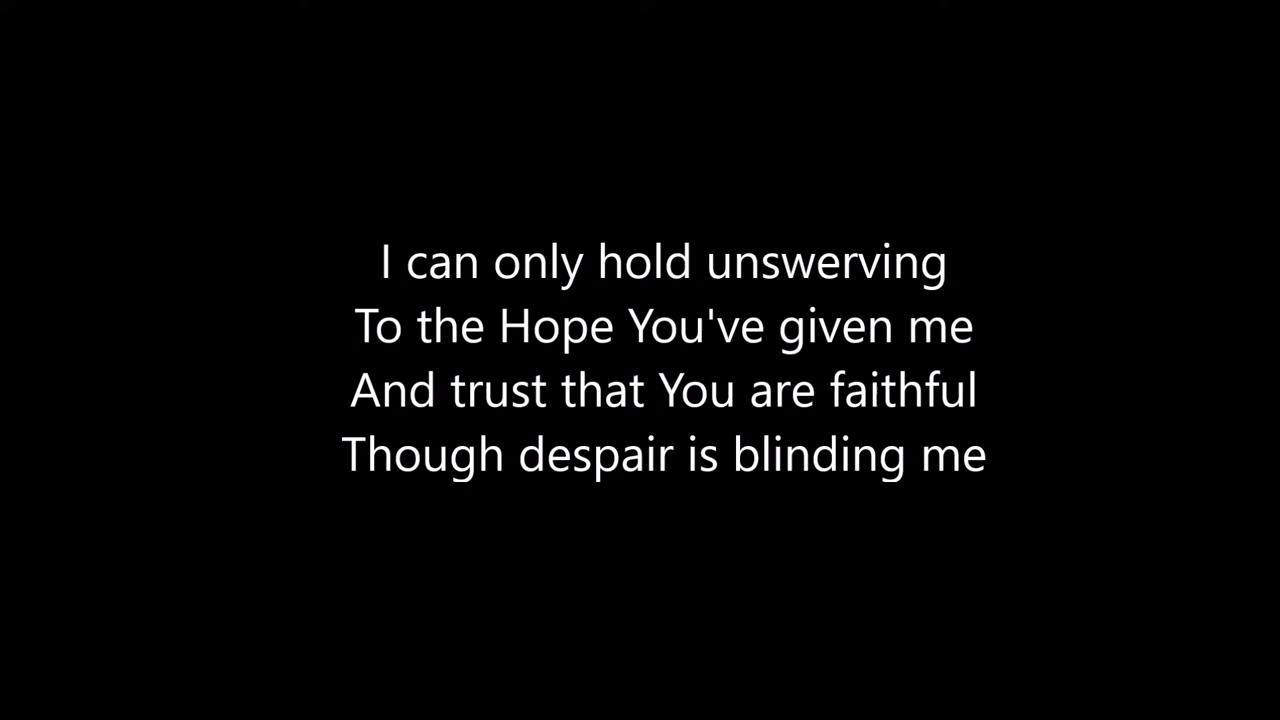 I can only hold unswerving
To the Hope You've given me
And trust that You are faithful
Though despair is blinding me